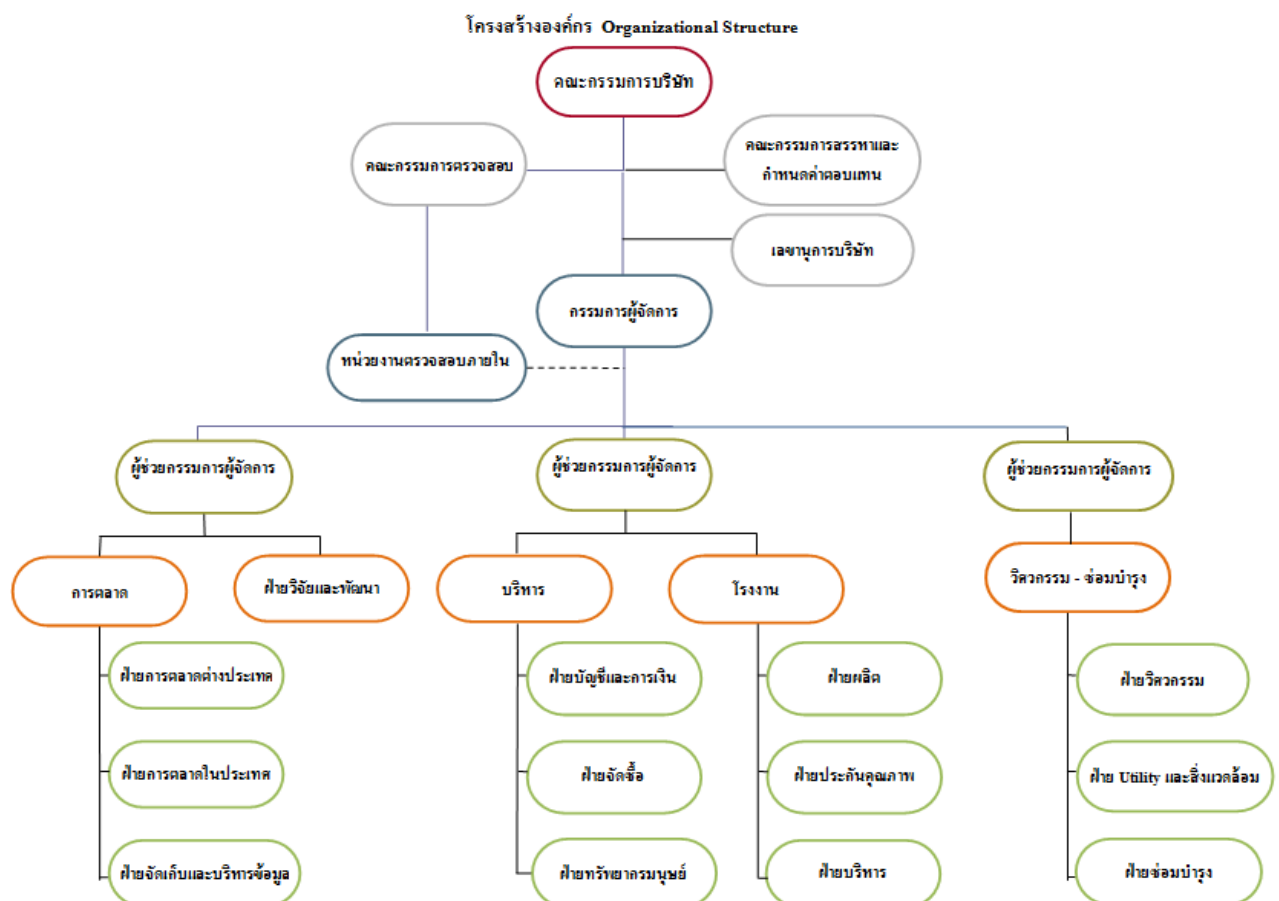 โครงสร้างองค์กร Organizational Structure
คณะกรรมการบริษัท
คณะกรรมการตรวจสอบ
คณะกรรมการสรรหาและ
กำหนดค่าตอบแทน
เลขานุการบริษัท
กรรมการผู้จัดการ
หน่วยงานตรวจสอบภายใน
ผู้ช่วยกรรมการผู้จัดการ
ผู้ช่วยกรรมการผู้จัดการ
ผู้ช่วยกรรมการผู้จัดการ
การตลาด
ฝ่ายวิจัยและพัฒนา
บริหาร
โรงงาน
วิศวกรรม - ซ่อมบำรุง
ฝ่ายการตลาดต่างประเทศ
ฝ่ายบัญชีและการเงิน
ฝ่ายผลิต
ฝ่ายวิศวกรรม
ฝ่ายการตลาดในประเทศ
ฝ่ายจัดซื้อ
ฝ่ายประกันคุณภาพ
ฝ่าย Utility และสิ่งแวดล้อม
ฝ่ายจัดเก็บและบริหารข้อมูล
ฝ่ายทรัพยากรมนุษย์
ฝ่ายบริหาร
ฝ่ายซ่อมบำรุง